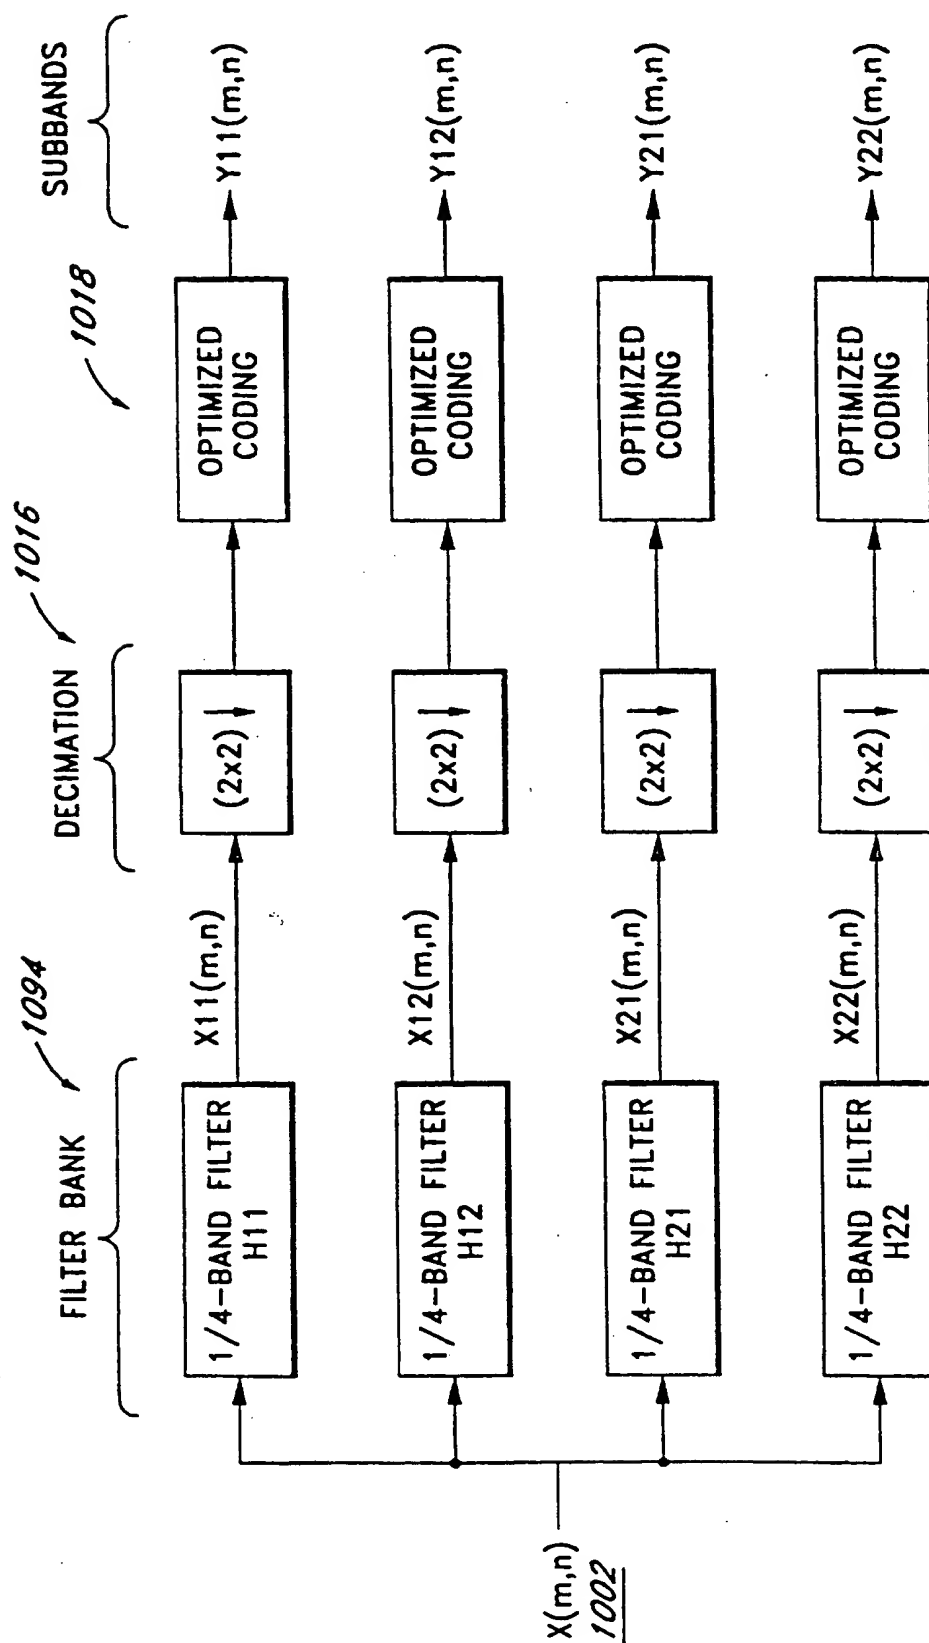 FILTER BANK
1094
DECIMATION
1016
1018
SUBBANDS
X(m,n)
1002
1/4-BAND FILTER
H11
X11(m,n)
(2x2)
OPTIMIZED
CODING
Y11(m,n)
1/4-BAND FILTER
H12
X12(m,n)
(2x2)
OPTIMIZED
CODING
Y12(m,n)
1/4-BAND FILTER
H21
X21(m,n)
(2x2)
OPTIMIZED
CODING
Y21(m,n)
1/4-BAND FILTER
H22
X22(m,n)
(2x2)
OPTIMIZED
CODING
Y22(m,n)